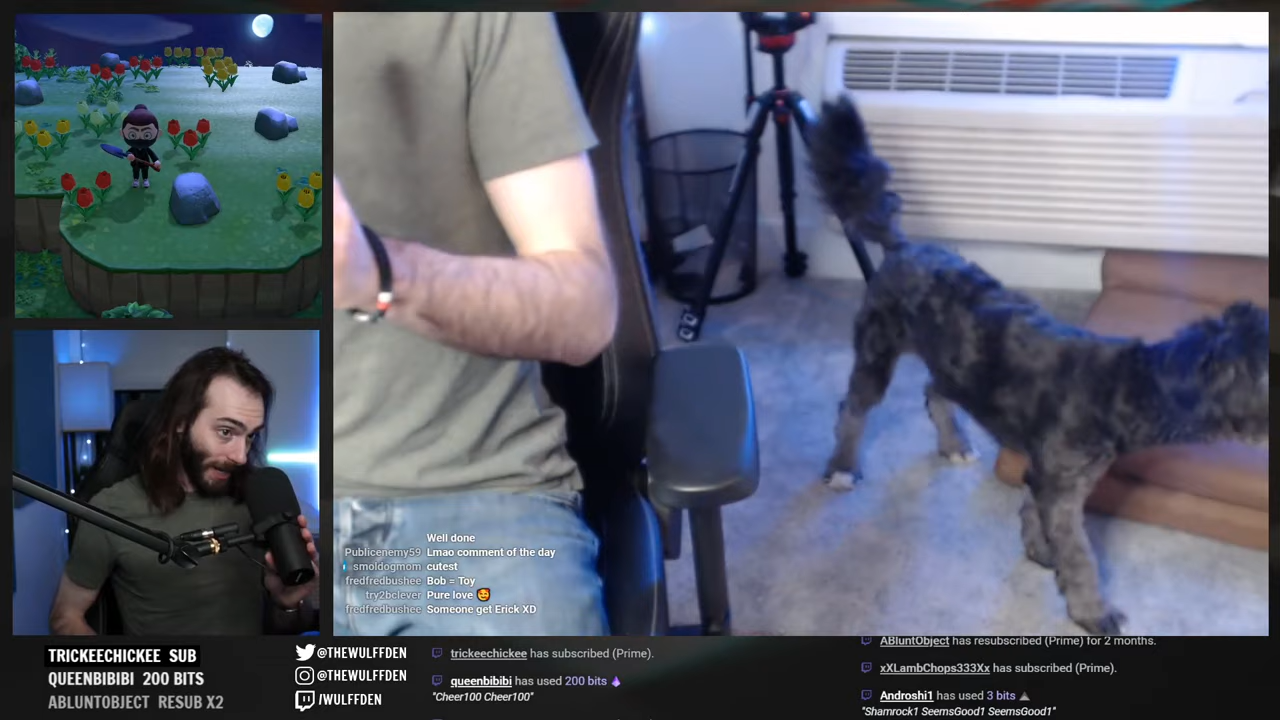 Well done
Publicenemy59 Lmao comment of the day
smoldogmom cutest
fredfredbushee Bob = Toy
try2bclever Pure love 🥰
fredfredbushee Someone get Erick XD
TRICKEECHICKEE SUB
QUEENBIBIBI 200 BITS
ABLUNTOBJECT RESUB X2
@THEWULFFDEN
@THEWULFFDEN
/WULFFDEN
trickeechickee has subscribed (Prime).
queenbibibi has used 200 bits
"Cheer100 Cheer100"
ABluntObject has resubscribed (Prime) for 2 months.
xXLambChops333Xx has subscribed (Prime).
Androshi1 has used 3 bits
"Shamrock1 SeemsGood1 SeemsGood1"